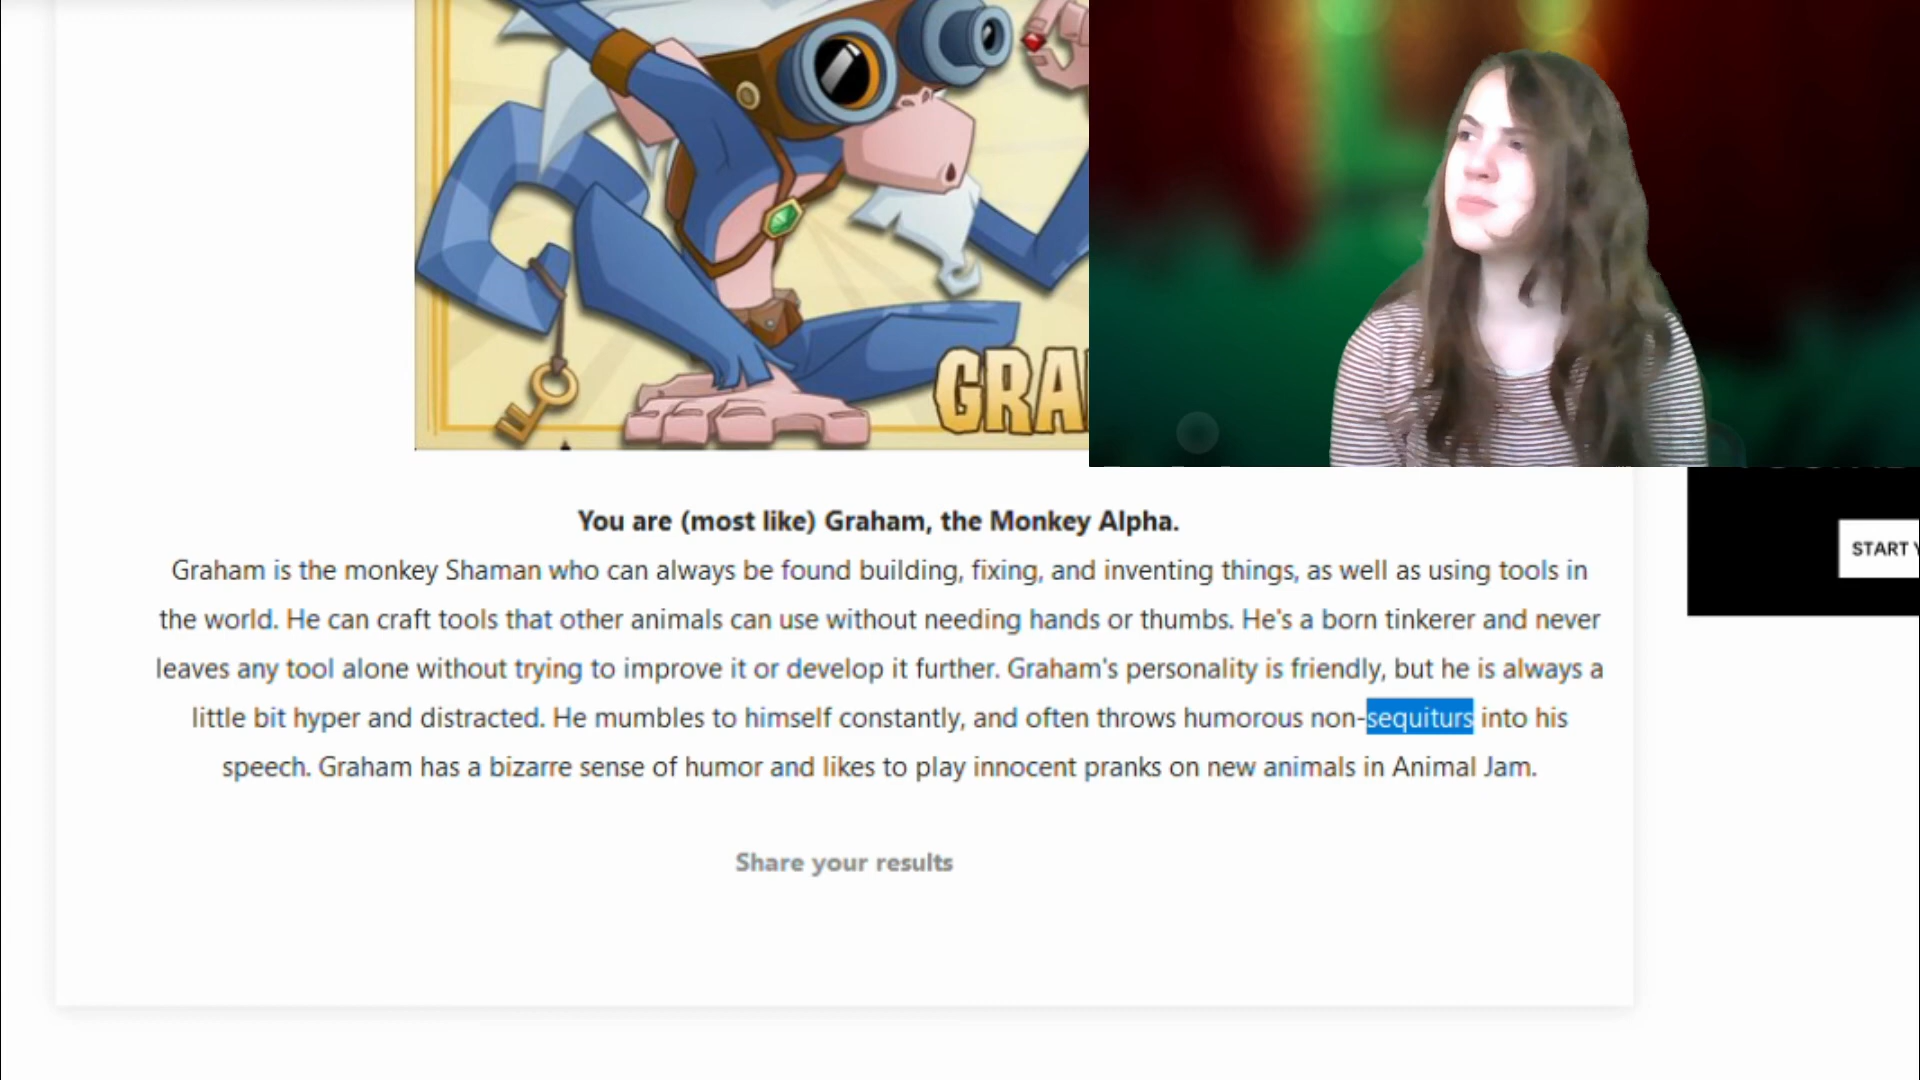 GRA
You are (most like) Graham, the Monkey Alpha.
Graham is the monkey Shaman who can always be found building, fixing, and inventing things, as well as using tools in
the world. He can craft tools that other animals can use without needing hands or thumbs. He's a born tinkerer and never
leaves any tool alone without trying to improve it or develop it further. Graham's personality is friendly, but he is always a
little bit hyper and distracted. He mumbles to himself constantly, and often throws humorous non-sequiturs into his
speech. Graham has a bizarre sense of humor and likes to play innocent pranks on new animals in Animal Jam.
Share your results
START